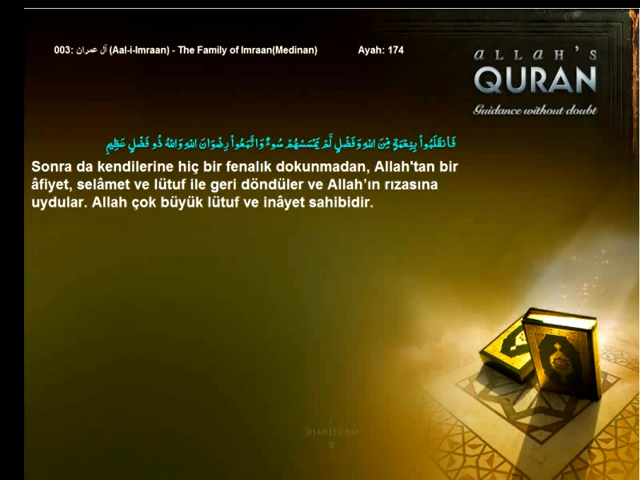 003: آل عمران (Aal-i-Imraan) - The Family of Imraan(Medinan) Ayah: 174
ALLAH'S
QURAN
Guidance without doubt
فَٱنقَلَبُوا۟ بِنِعْمَةٍ مِّنَ ٱللَّهِ وَفَضْلٍ لَّمْ يَمْسَسْهُمْ سُوٓءٌ وَٱتَّبَعُوا۟ رِضْوَٰنَ ٱللَّهِ وَٱللَّهُ ذُو فَضْلٍ عَظِيمٍ
Sonra da kendilerine hiç bir fenalık dokunmadan, Allah'tan bir
âfiyet, selâmet ve lütuf ile geri döndüler ve Allah’ın rızasına
uydular. Allah çok büyük lütuf ve inâyet sahibidir.